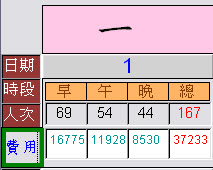 一
日期 1
時段 早 午 晚 總
人次 69 54 44 167
費用 16775 11928 8530 37233